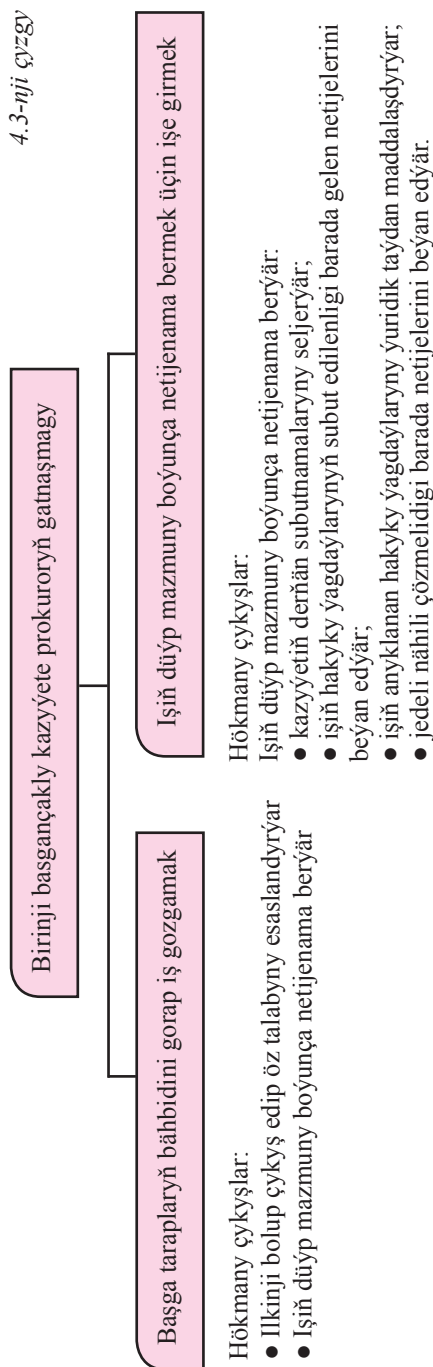 4.3-nji çyzgy
Birinji basgançakly kazyýete prokuroryň gatnaşmagy
Başga taraplaryň bähbidini gorap iş gozgamak
Hökmany çykyşlar:
● Ilkinji bolup çykyş edip öz talabyny esaslandyrýar
● Işiň düýp mazmuny boýunça netijenama berýär
Işiň düýp mazmuny boýunça netijenama bermek üçin işe girmek
Hökmany çykyşlar:
Işiň düýp mazmuny boýunça netijenama berýär:
● kazyýetiň derňän subutnamalaryny seljerýär;
● işiň hakyky ýagdaýlarynyň subut edilenligi barada gelen netijelerini
beýan edýär;
● işiň anyklanan hakyky ýagdaýlaryny ýuridik taýdan maddalaşdyrýar;
● jedeli nähili çözmelidigi barada netijelerini beýan edýär.